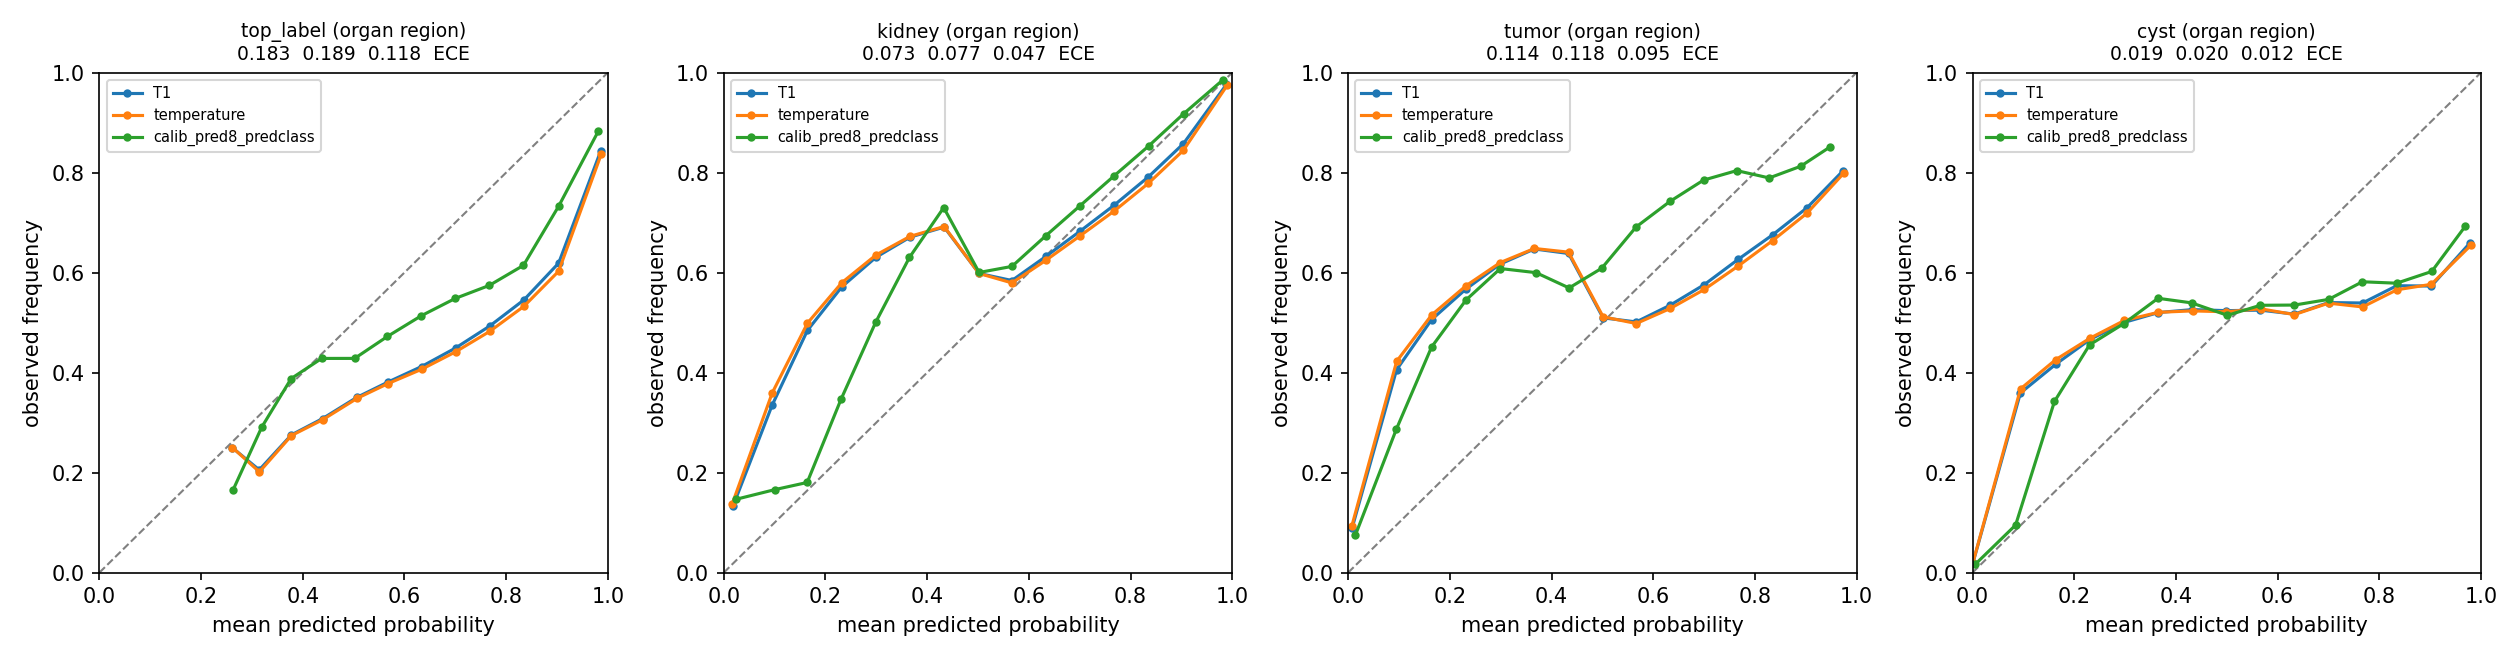 top_label (organ region)
0.183  0.189  0.118  ECE
T1
temperature
calib_pred8_predclass
observed frequency
1.0
0.8
0.6
0.4
0.2
0.0
0.0 0.2 0.4 0.6 0.8 1.0
mean predicted probability
kidney (organ region)
0.073  0.077  0.047  ECE
T1
temperature
calib_pred8_predclass
observed frequency
1.0
0.8
0.6
0.4
0.2
0.0
0.0 0.2 0.4 0.6 0.8 1.0
mean predicted probability
tumor (organ region)
0.114  0.118  0.095  ECE
T1
temperature
calib_pred8_predclass
observed frequency
1.0
0.8
0.6
0.4
0.2
0.0
0.0 0.2 0.4 0.6 0.8 1.0
mean predicted probability
cyst (organ region)
0.019  0.020  0.012  ECE
T1
temperature
calib_pred8_predclass
observed frequency
1.0
0.8
0.6
0.4
0.2
0.0
0.0 0.2 0.4 0.6 0.8 1.0
mean predicted probability